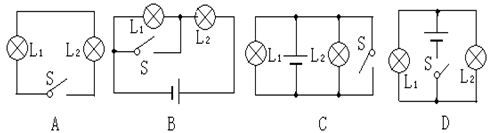 L₁ L₂ S
A
L₁ L₂ S
B
L₁ L₂ S
C
L₁ S L₂
D